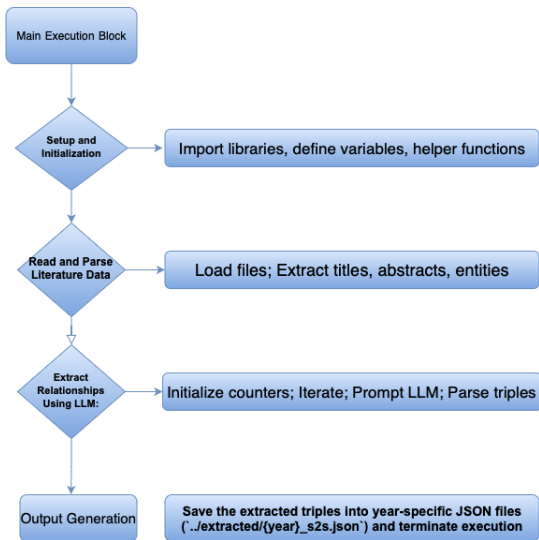 Main Execution Block
Setup and
Initialization
Import libraries, define variables, helper functions
Read and Parse
Literature Data
Load files; Extract titles, abstracts, entities
Extract
Relationships
Using LLM:
Initialize counters; Iterate; Prompt LLM; Parse triples
Output Generation
Save the extracted triples into year-specific JSON files
(`../extracted/{year}_s2s.json`) and terminate execution